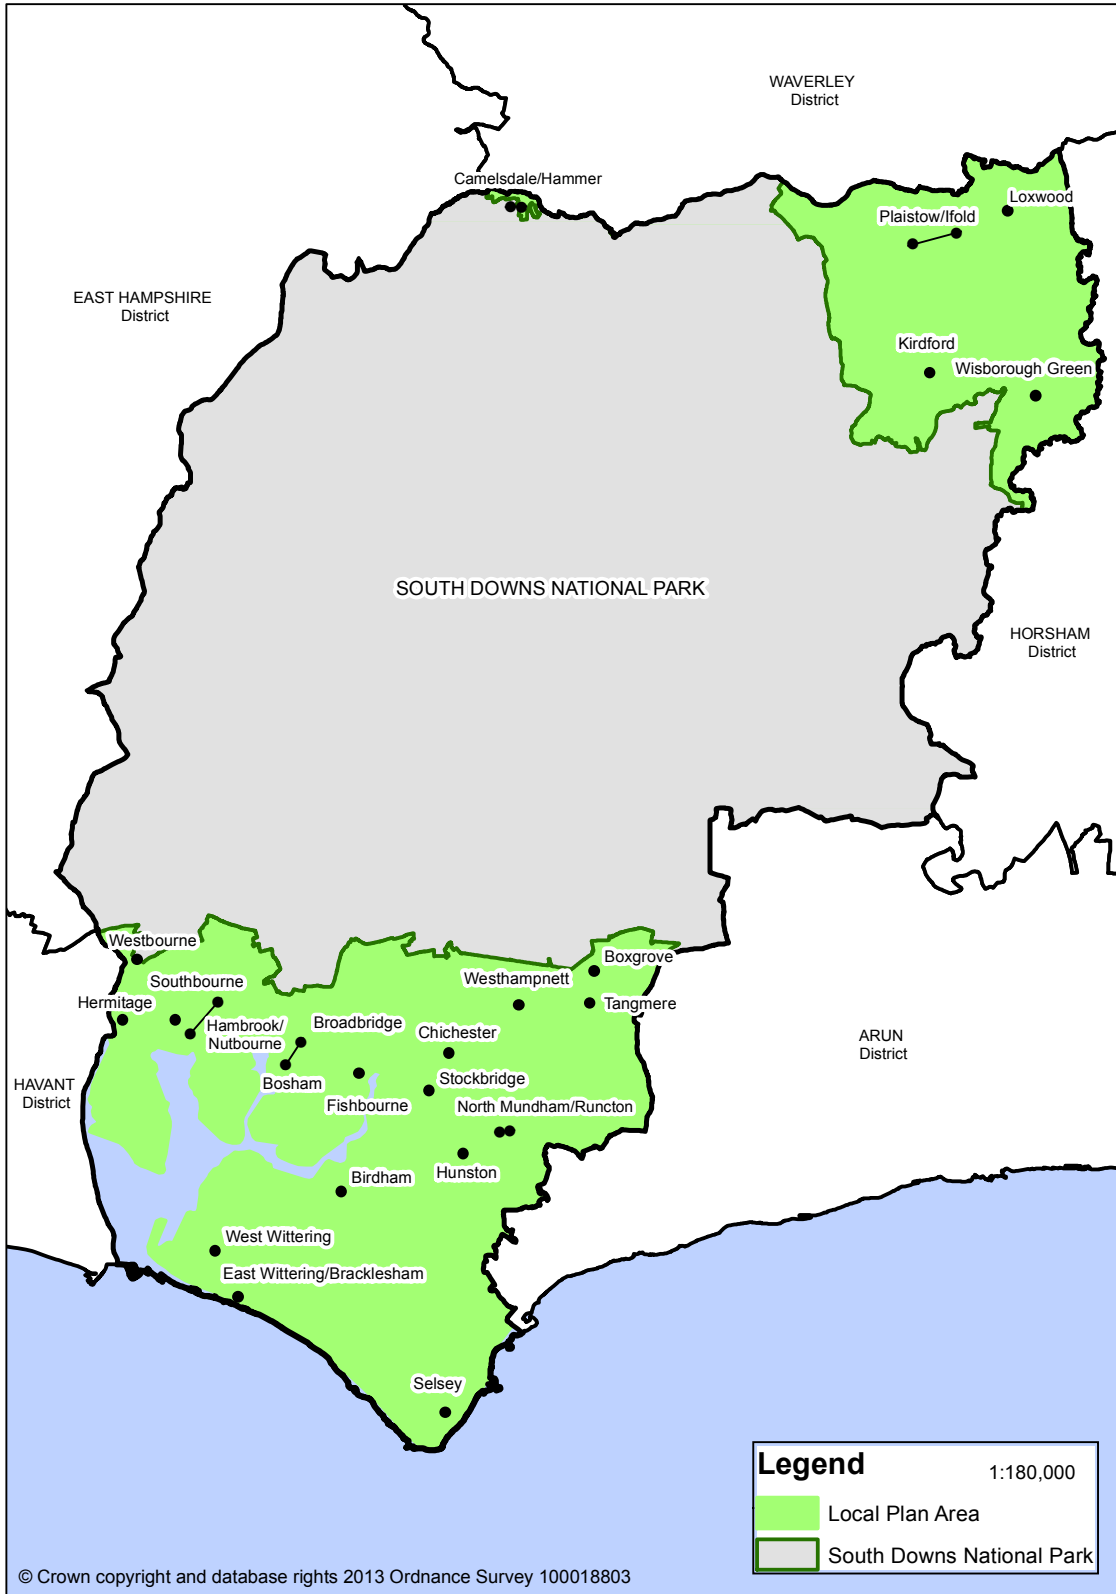 WAVERLEY
District
Camelsdale/Hammer
Loxwood
Plaistow/Ifold
EAST HAMPSHIRE
District
Kirdford
Wisborough Green
SOUTH DOWNS NATIONAL PARK
HORSHAM
District
Westbourne
Boxgrove
Southbourne
Westhampnett
Hermitage
Tangmere
Hambrook/
Nutbourne
Broadbridge
Chichester
ARUN
District
HAVANT
District
Bosham
Stockbridge
Fishbourne
North Mundham/Runcton
Hunston
Birdham
West Wittering
East Wittering/Bracklesham
Selsey
Legend
1:180,000
Local Plan Area
South Downs National Park
© Crown copyright and database rights 2013 Ordnance Survey 100018803